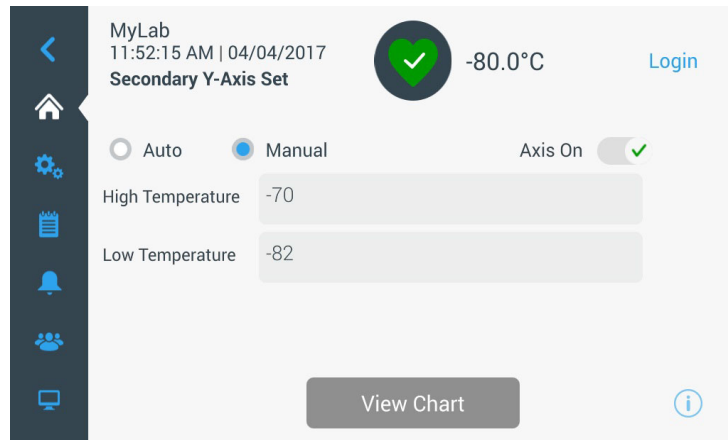 MyLab
11:52:15 AM | 04/04/2017
Secondary Y-Axis Set
-80.0°C
Login
Auto
Manual
Axis On
High Temperature
-70
Low Temperature
-82
View Chart
i